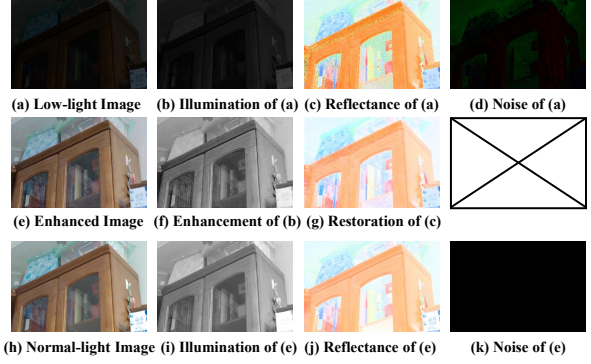 (a) Low-light Image (b) Illumination of (a) (c) Reflectance of (a) (d) Noise of (a)
(e) Enhanced Image (f) Enhancement of (b) (g) Restoration of (c)
(h) Normal-light Image (i) Illumination of (e) (j) Reflectance of (e) (k) Noise of (e)